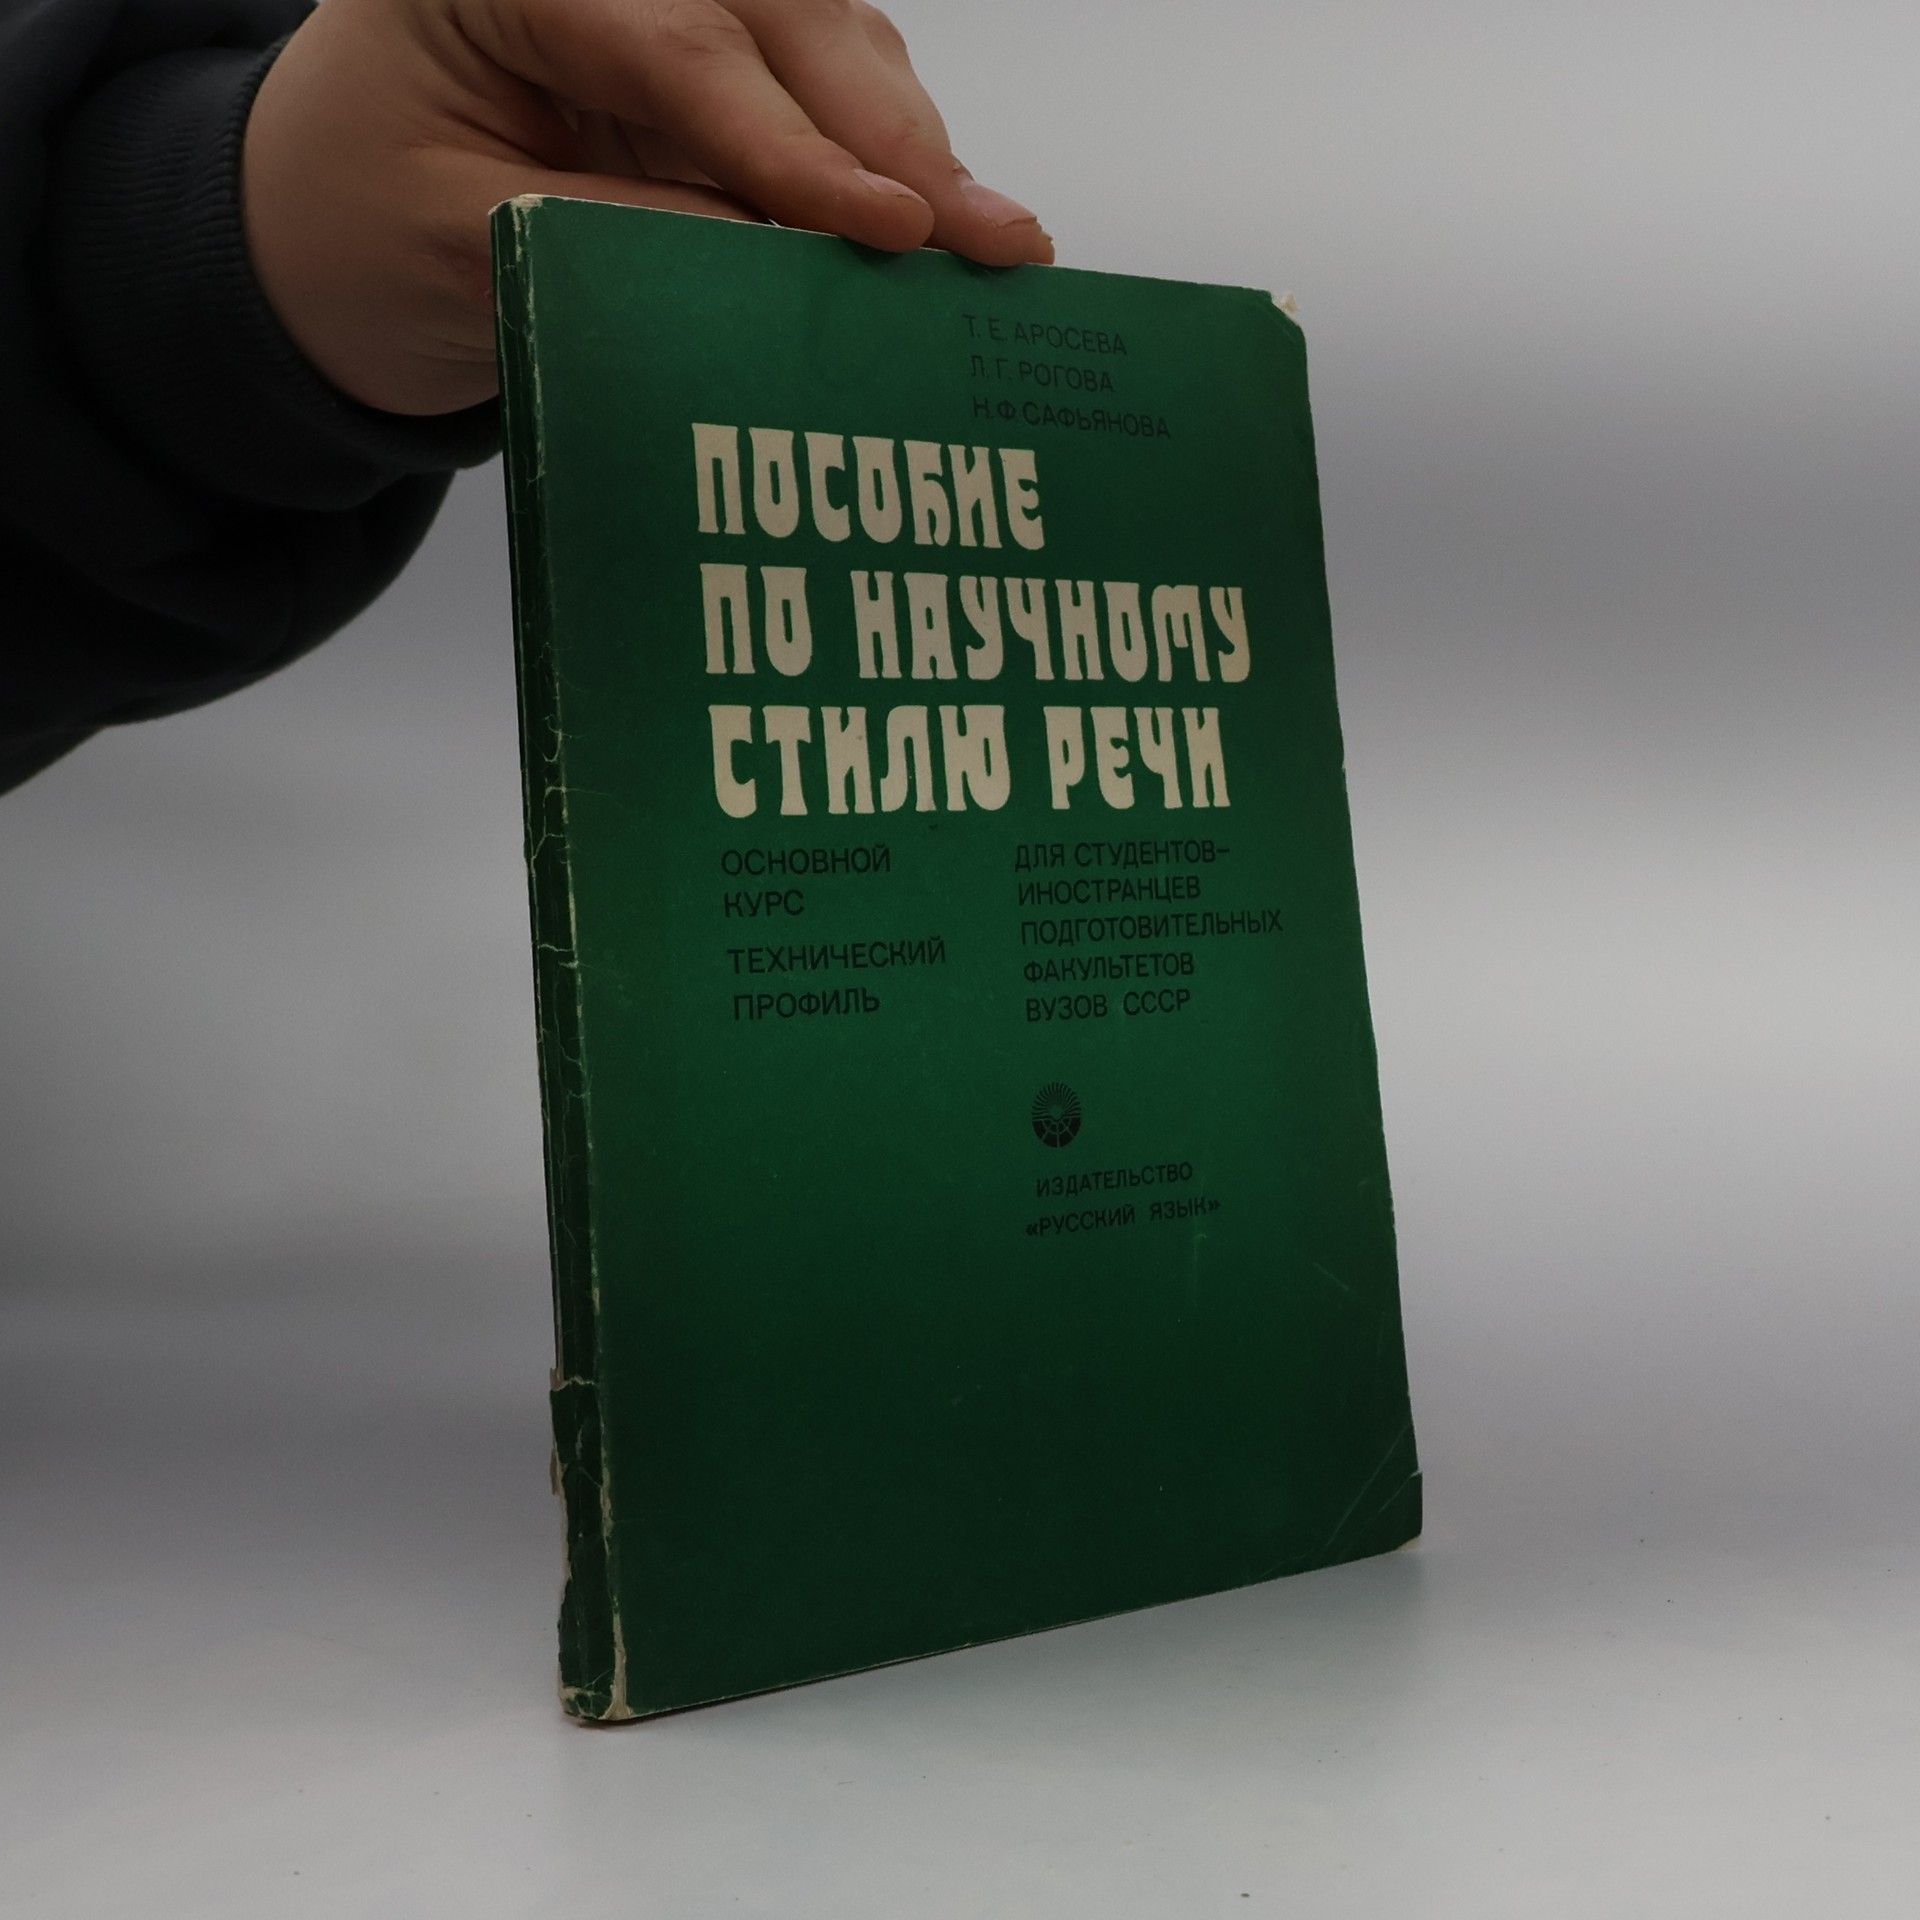 Т. Е. АРОСЕВА
Л. Г. РОГОВА
Н. Ф. САФЬЯНОВА
ПОСОБИЕ
ПО НАУЧНОМУ
СТИЛЮ РЕЧИ
ОСНОВНОЙ
КУРС
ТЕХНИЧЕСКИЙ
ПРОФИЛЬ
ДЛЯ СТУДЕНТОВ-
ИНОСТРАНЦЕВ
ПОДГОТОВИТЕЛЬНЫХ
ФАКУЛЬТЕТОВ
ВУЗОВ СССР
ИЗДАТЕЛЬСТВО
«РУССКИЙ ЯЗЫК»